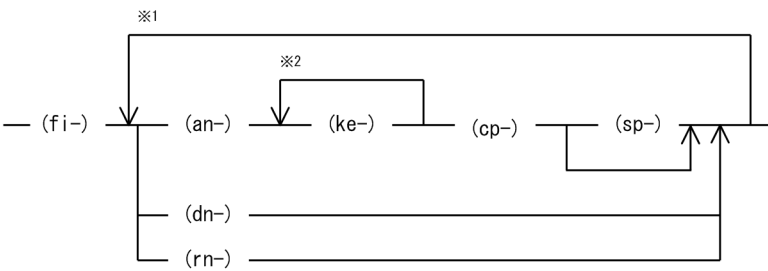 ※1
※2
(fi-) (an-) (ke-) (cp-) (sp-)
(dn-)
(rn-)